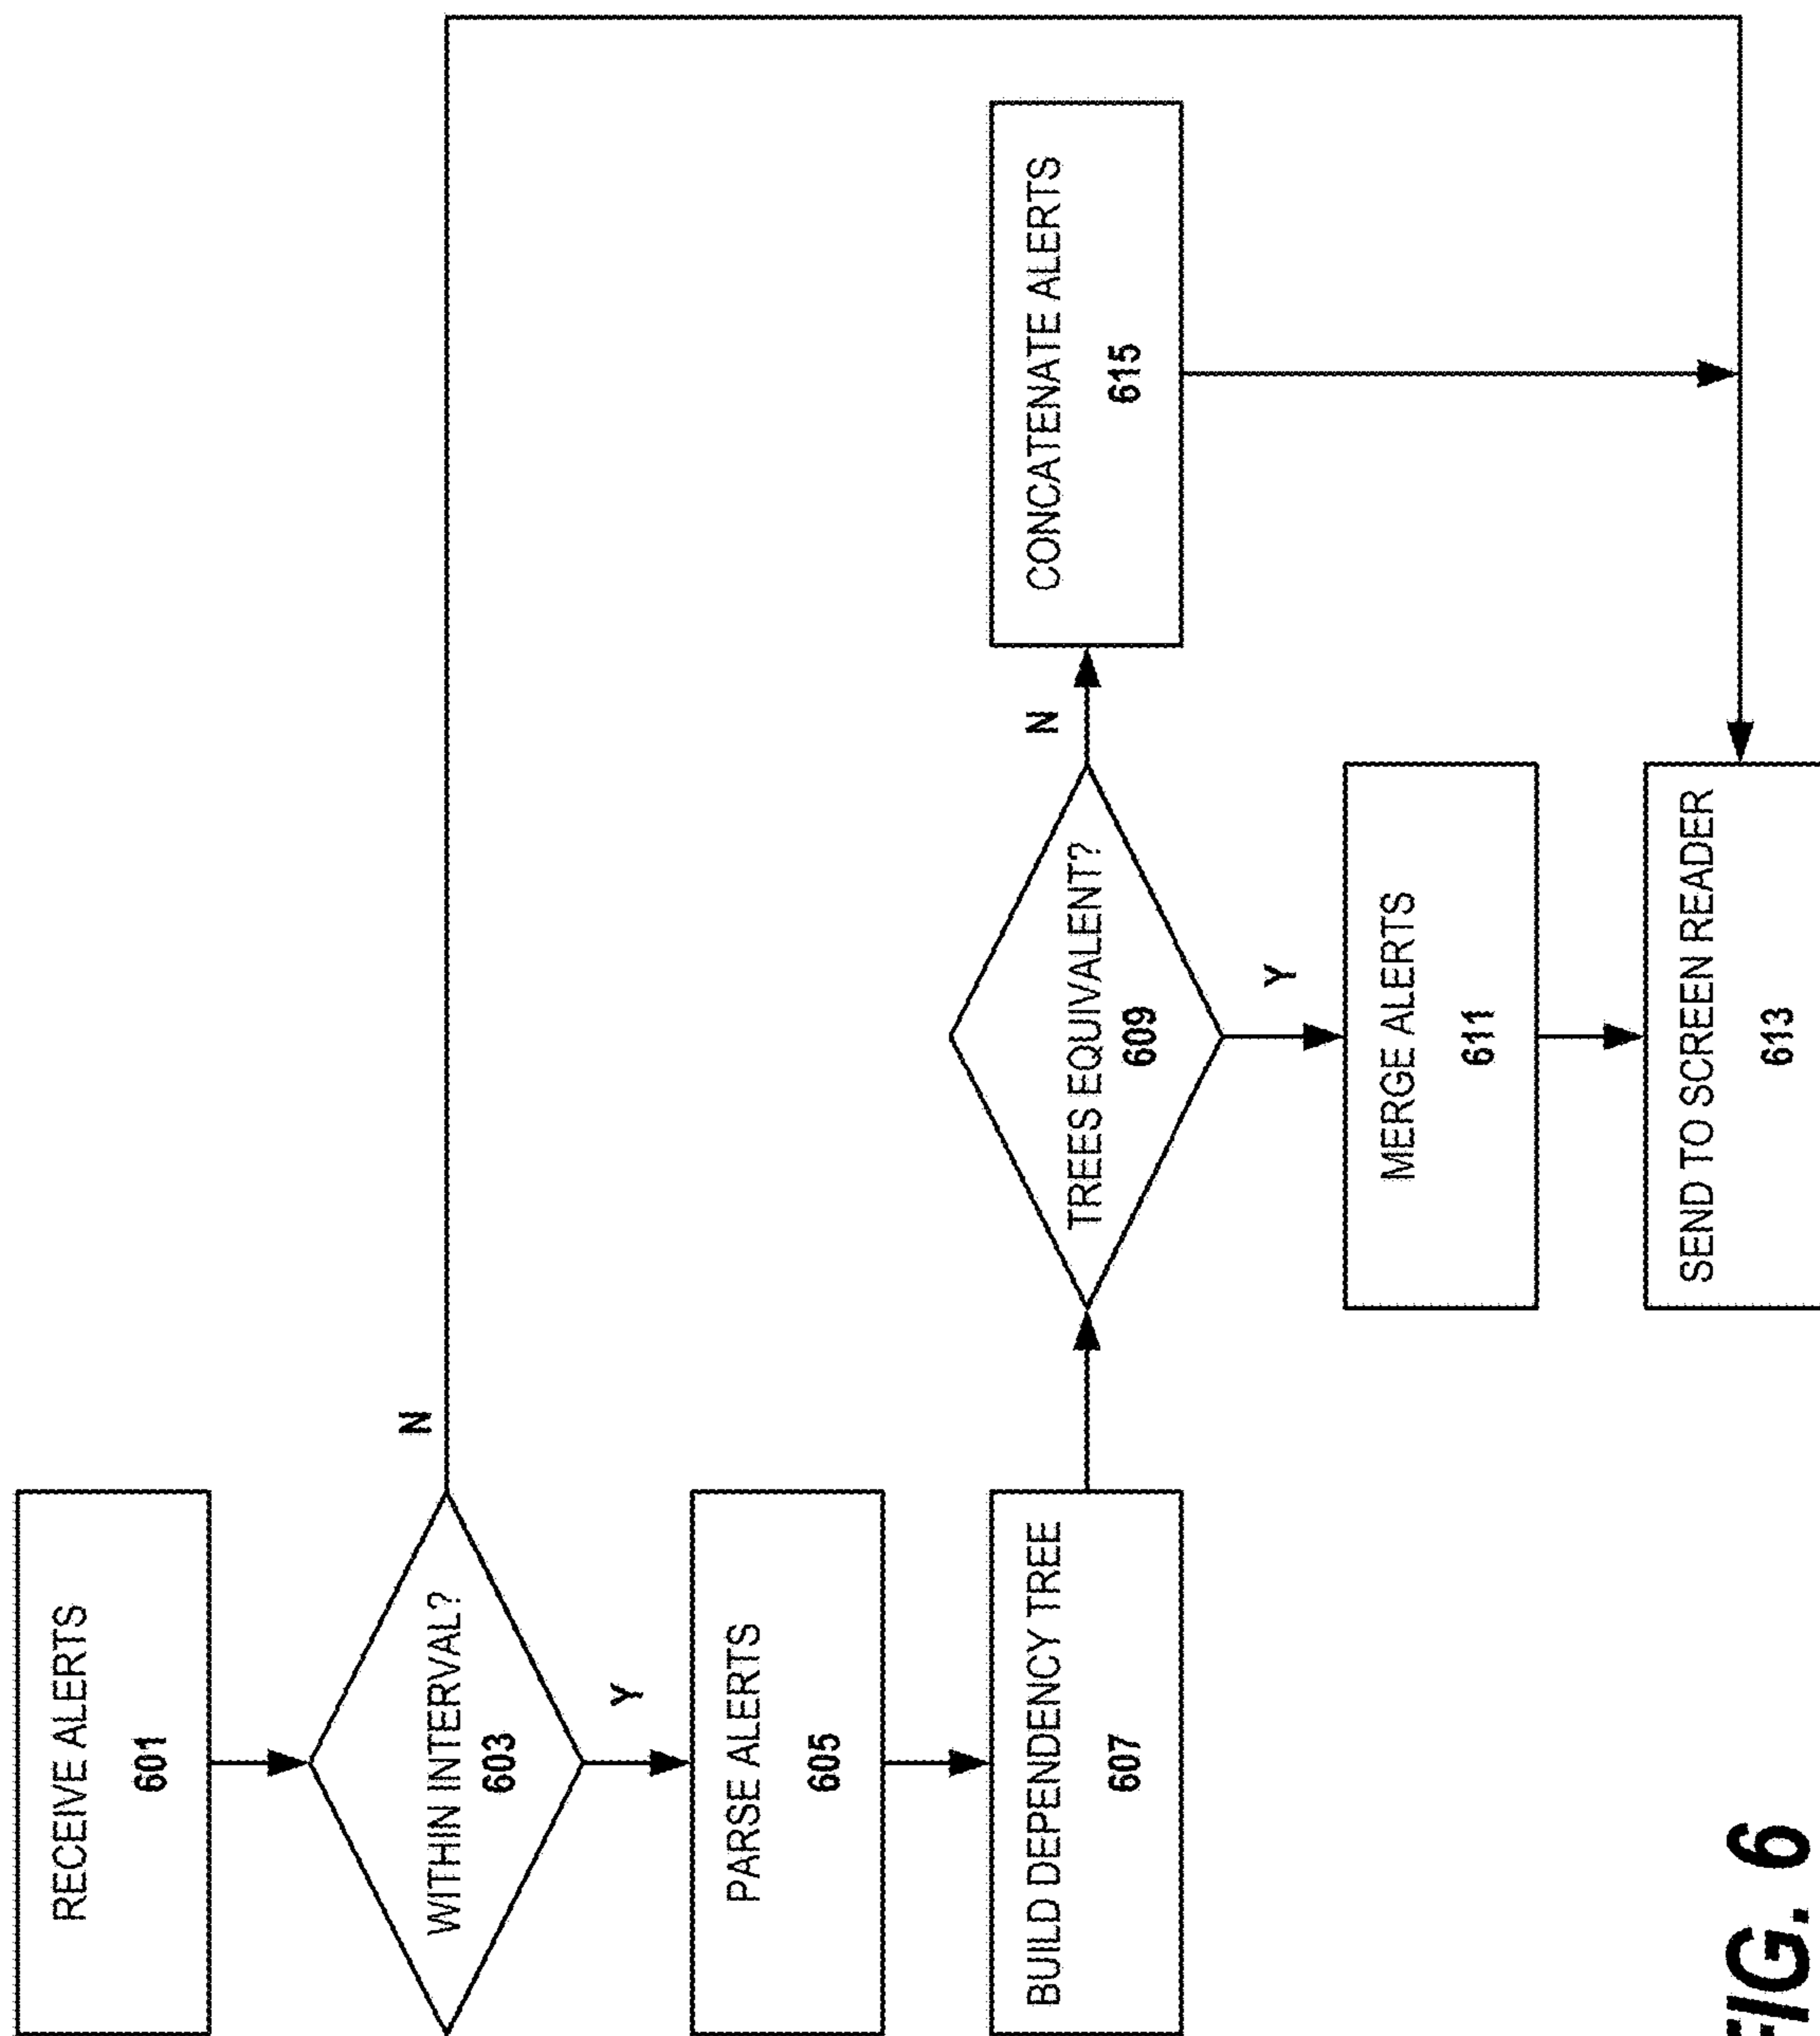 RECEIVE ALERTS
601
WITHIN INTERVAL?
603
N
Y
PARSE ALERTS
605
BUILD DEPENDENCY TREE
607
TREES EQUIVALENT?
609
N
CONCATENATE ALERTS
615
Y
MERGE ALERTS
611
SEND TO SCREEN READER
613
FIG. 6